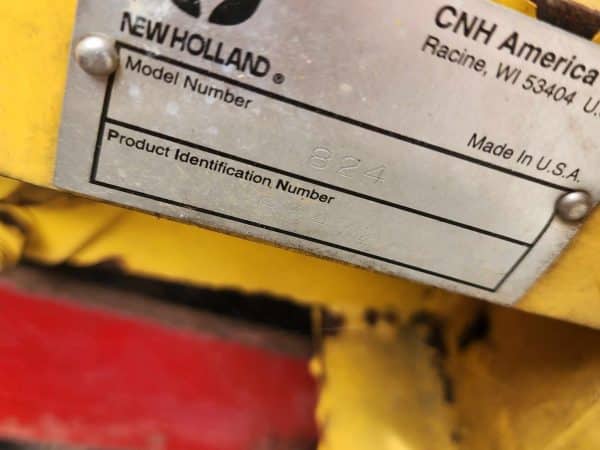 NEW HOLLAND ®
CNH America
Racine, WI 53404
Made In U.S.A.
Model Number
824
Product Identification Number